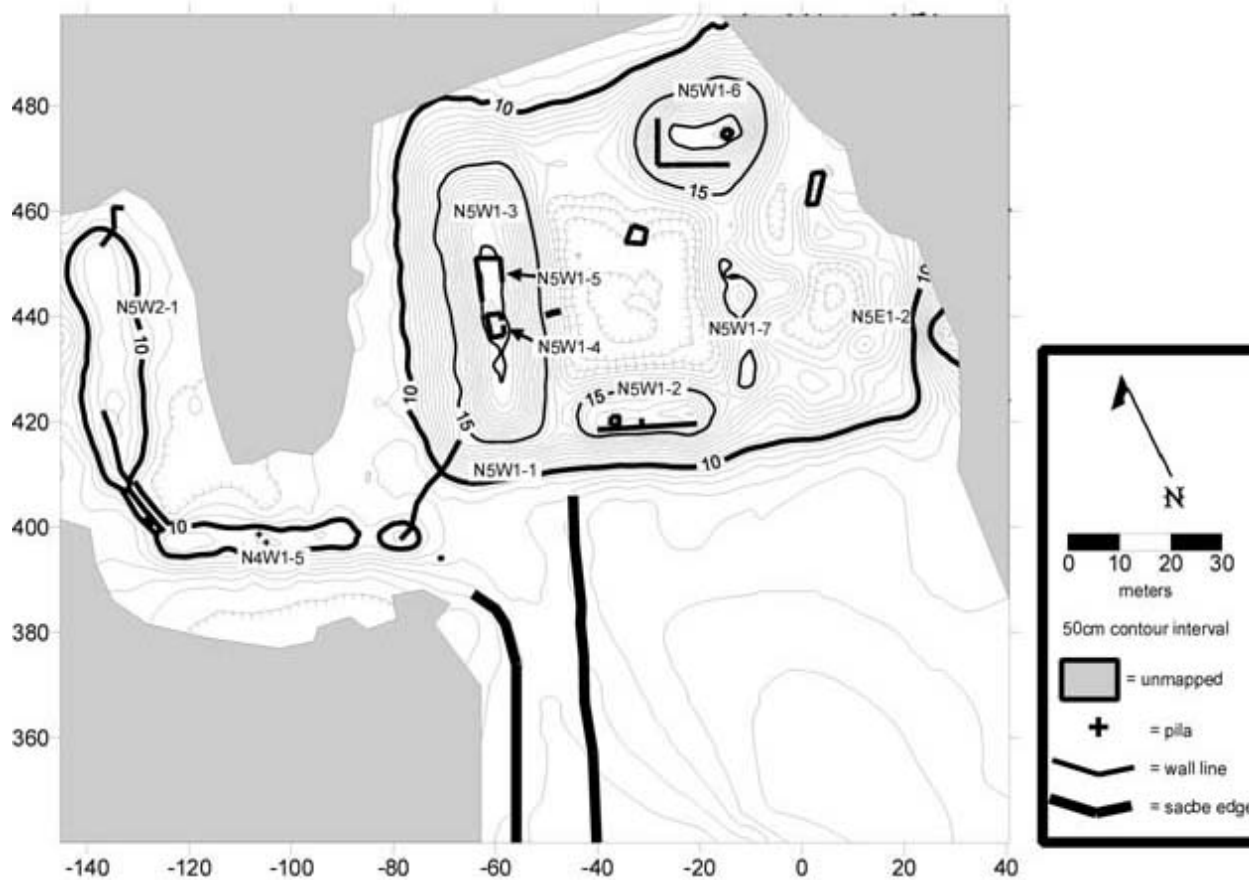 480
460
440
420
400
380
360
-140
-120
-100
-80
-60
-40
-20
0
20
40
10
N5W1-6
15
N5W1-3
N5W1-5
N5W2-1
10
N5W1-7
N5E1-2
N5W1-4
10
15
15
N5W1-2
N5W1-1
10
10
N4W1-5
N
0 10 20 30
meters
50cm contour interval
= unmapped
= pila
= wall line
= sacbe edge